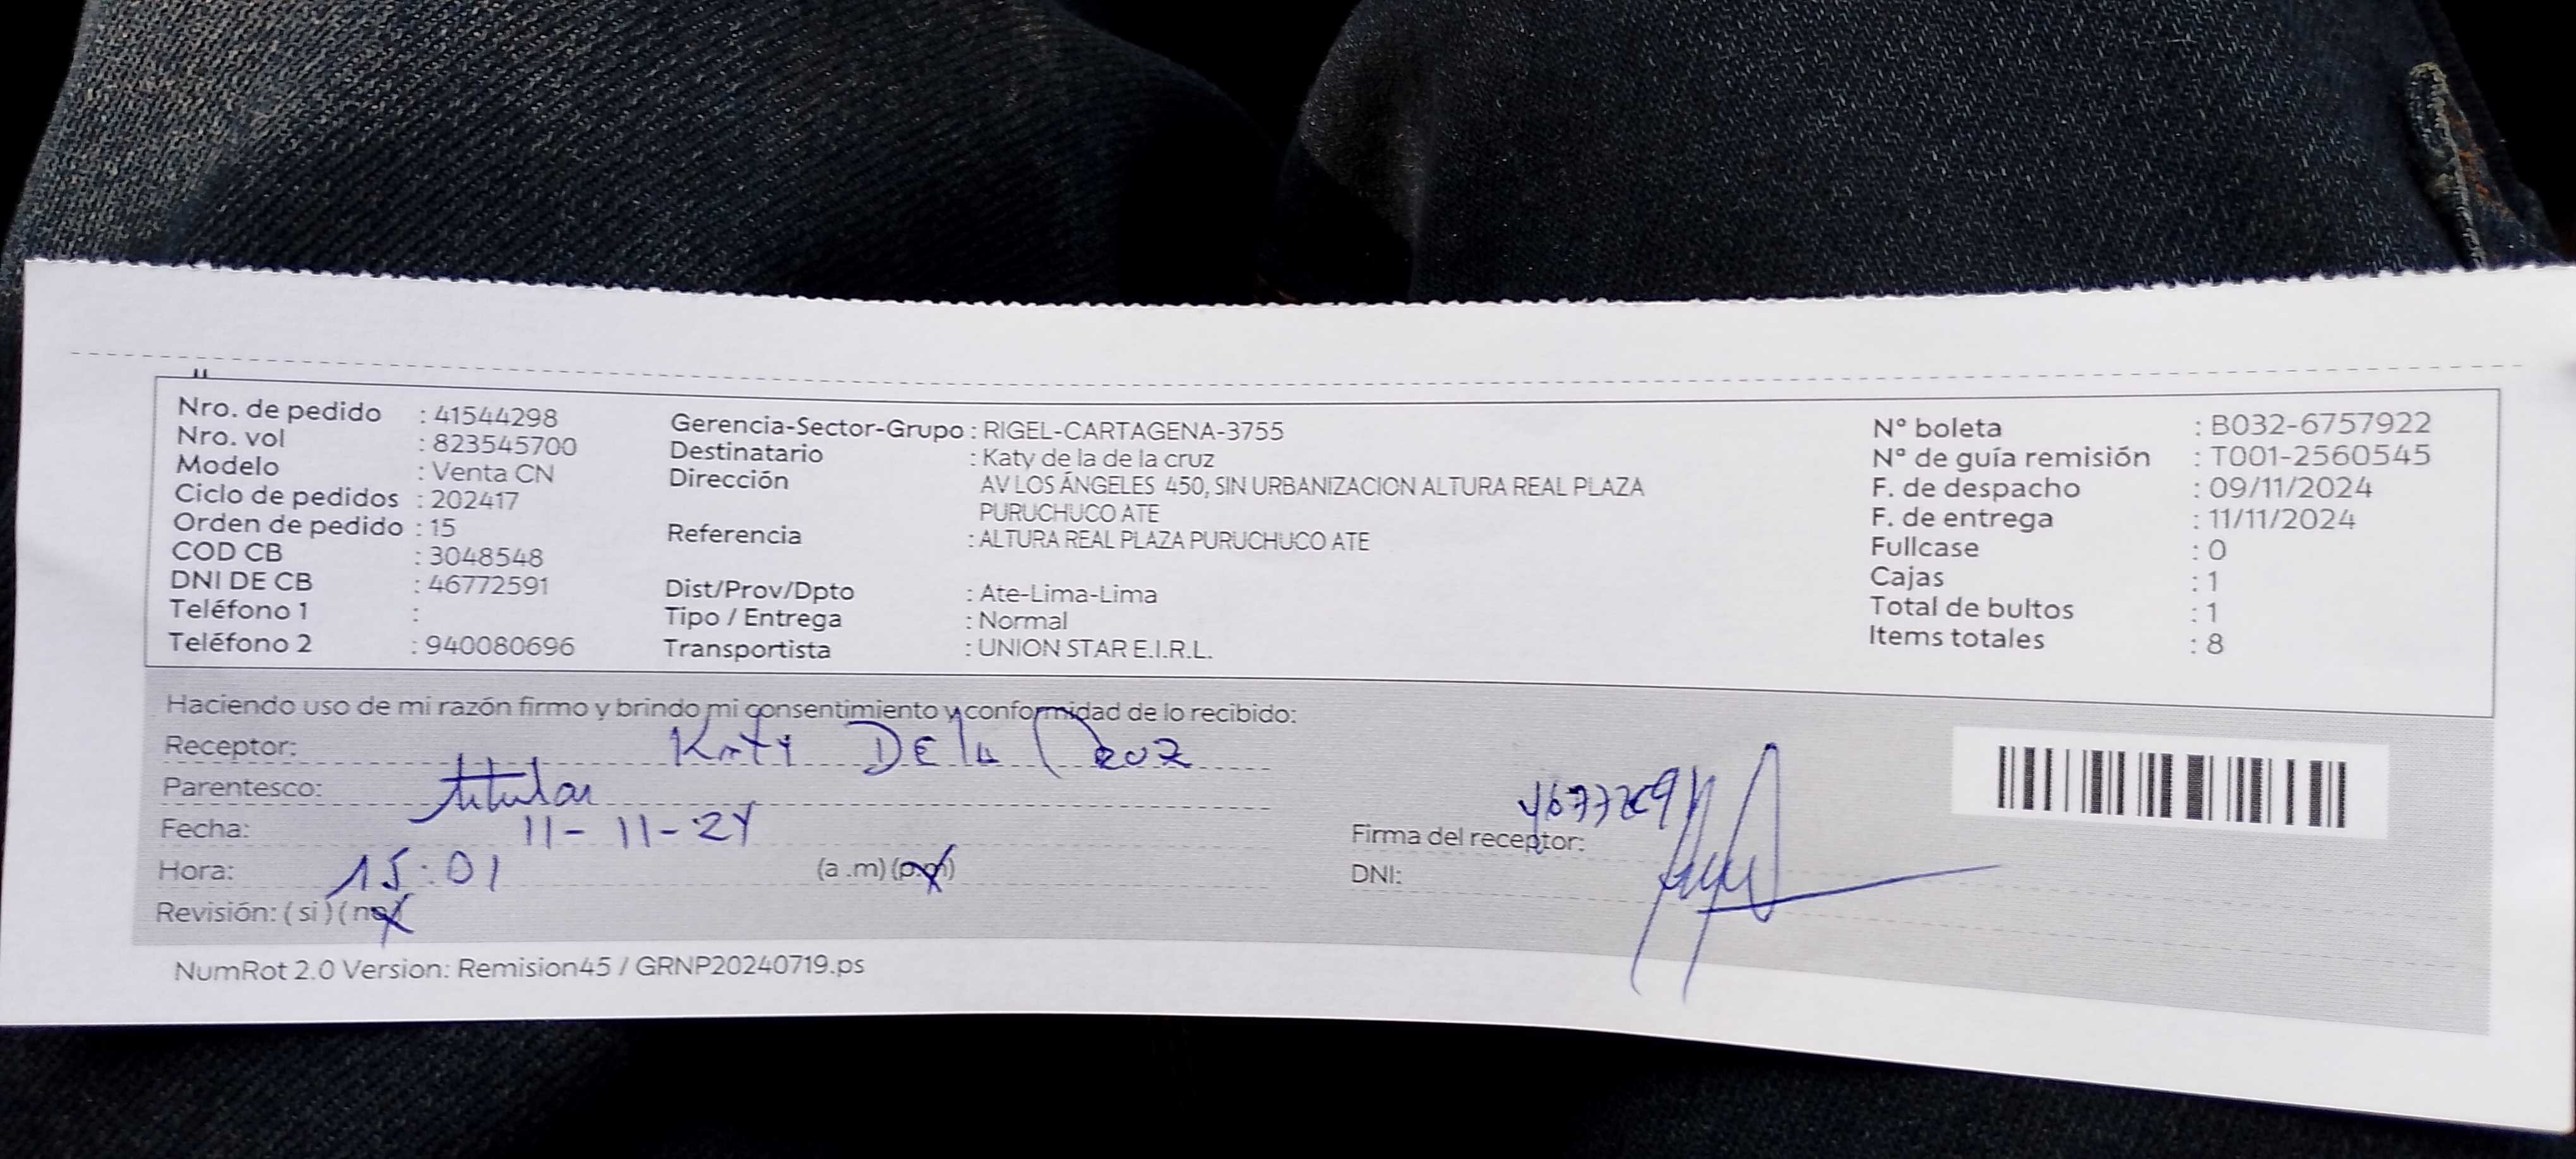 Nro. de pedido : 41544298
Nro. vol : 823545700
Modelo : Venta CN
Ciclo de pedidos : 202417
Orden de pedido : 15
COD CB : 3048548
DNI DE CB : 46772591
Teléfono 1 :
Teléfono 2 : 940080696
Gerencia-Sector-Grupo : RIGEL-CARTAGENA-3755
Destinatario : Katy de la de la cruz
Dirección AV LOS ÁNGELES 450, SIN URBANIZACION ALTURA REAL PLAZA
PURUCHUCO ATE
Referencia : ALTURA REAL PLAZA PURUCHUCO ATE
Dist/Prov/Dpto : Ate-Lima-Lima
Tipo / Entrega : Normal
Transportista : UNION STAR E.I.R.L.
N° boleta : B032-6757922
N° de guía remisión : T001-2560545
F. de despacho : 09/11/2024
F. de entrega : 11/11/2024
Fullcase : 0
Cajas : 1
Total de bultos : 1
Items totales : 8
Haciendo uso de mi razón firmo y brindo mi consentimiento y conformidad de lo recibido:
Receptor: Katy De la Cruz
Parentesco: titular
Fecha: 11-11-24
Hora: 15:01 (a.m) (p.m)
Revisión: (si) (no)
Firma del receptor:
DNI:
NumRot 2.0 Version: Remision45 / GRNP20240719.ps